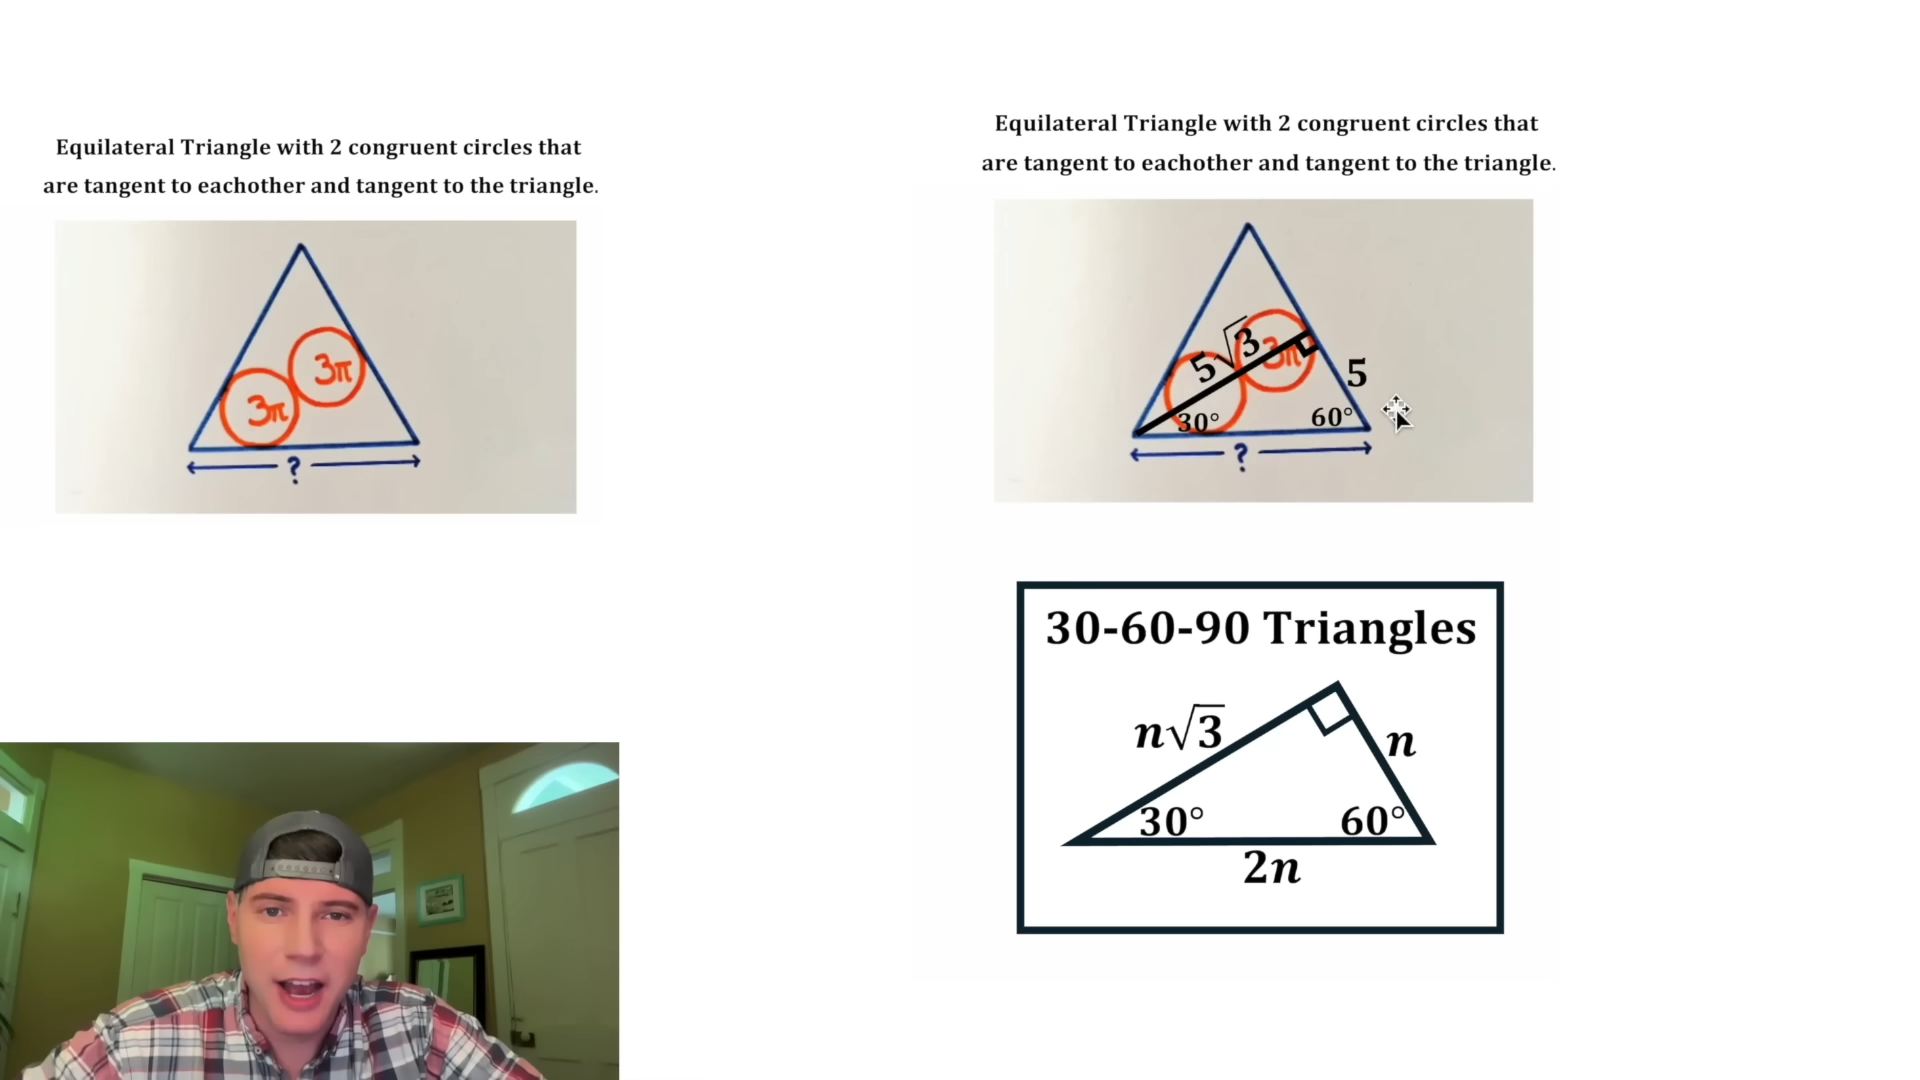 Equilateral Triangle with 2 congruent circles that
are tangent to eachother and tangent to the triangle.
3π
3π
?
Equilateral Triangle with 2 congruent circles that
are tangent to eachother and tangent to the triangle.
5√3
3π
5
30°
60°
?
30-60-90 Triangles
n√3
n
30°
60°
2n